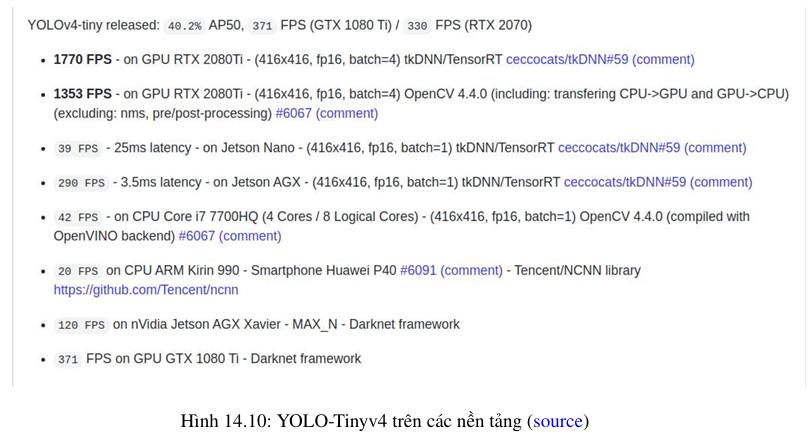 YOLOv4-tiny released: 40.2% AP50, 371 FPS (GTX 1080 Ti) / 330 FPS (RTX 2070)
• 1770 FPS - on GPU RTX 2080Ti - (416x416, fp16, batch=4) tkDNN/TensorRT ceccocats/tkDNN#59 (comment)
• 1353 FPS - on GPU RTX 2080Ti - (416x416, fp16, batch=4) OpenCV 4.4.0 (including: transfering CPU->GPU and GPU->CPU)
(excluding: nms, pre/post-processing) #6067 (comment)
• 39 FPS - 25ms latency - on Jetson Nano - (416x416, fp16, batch=1) tkDNN/TensorRT ceccocats/tkDNN#59 (comment)
• 290 FPS - 3.5ms latency - on Jetson AGX - (416x416, fp16, batch=1) tkDNN/TensorRT ceccocats/tkDNN#59 (comment)
• 42 FPS - on CPU Core i7 7700HQ (4 Cores / 8 Logical Cores) - (416x416, fp16, batch=1) OpenCV 4.4.0 (compiled with
OpenVINO backend) #6067 (comment)
• 20 FPS on CPU ARM Kirin 990 - Smartphone Huawei P40 #6091 (comment) - Tencent/NCNN library
https://github.com/Tencent/ncnn
• 120 FPS on nVidia Jetson AGX Xavier - MAX_N - Darknet framework
• 371 FPS on GPU GTX 1080 Ti - Darknet framework
Hình 14.10: YOLO-Tinyv4 trên các nền tảng (source)